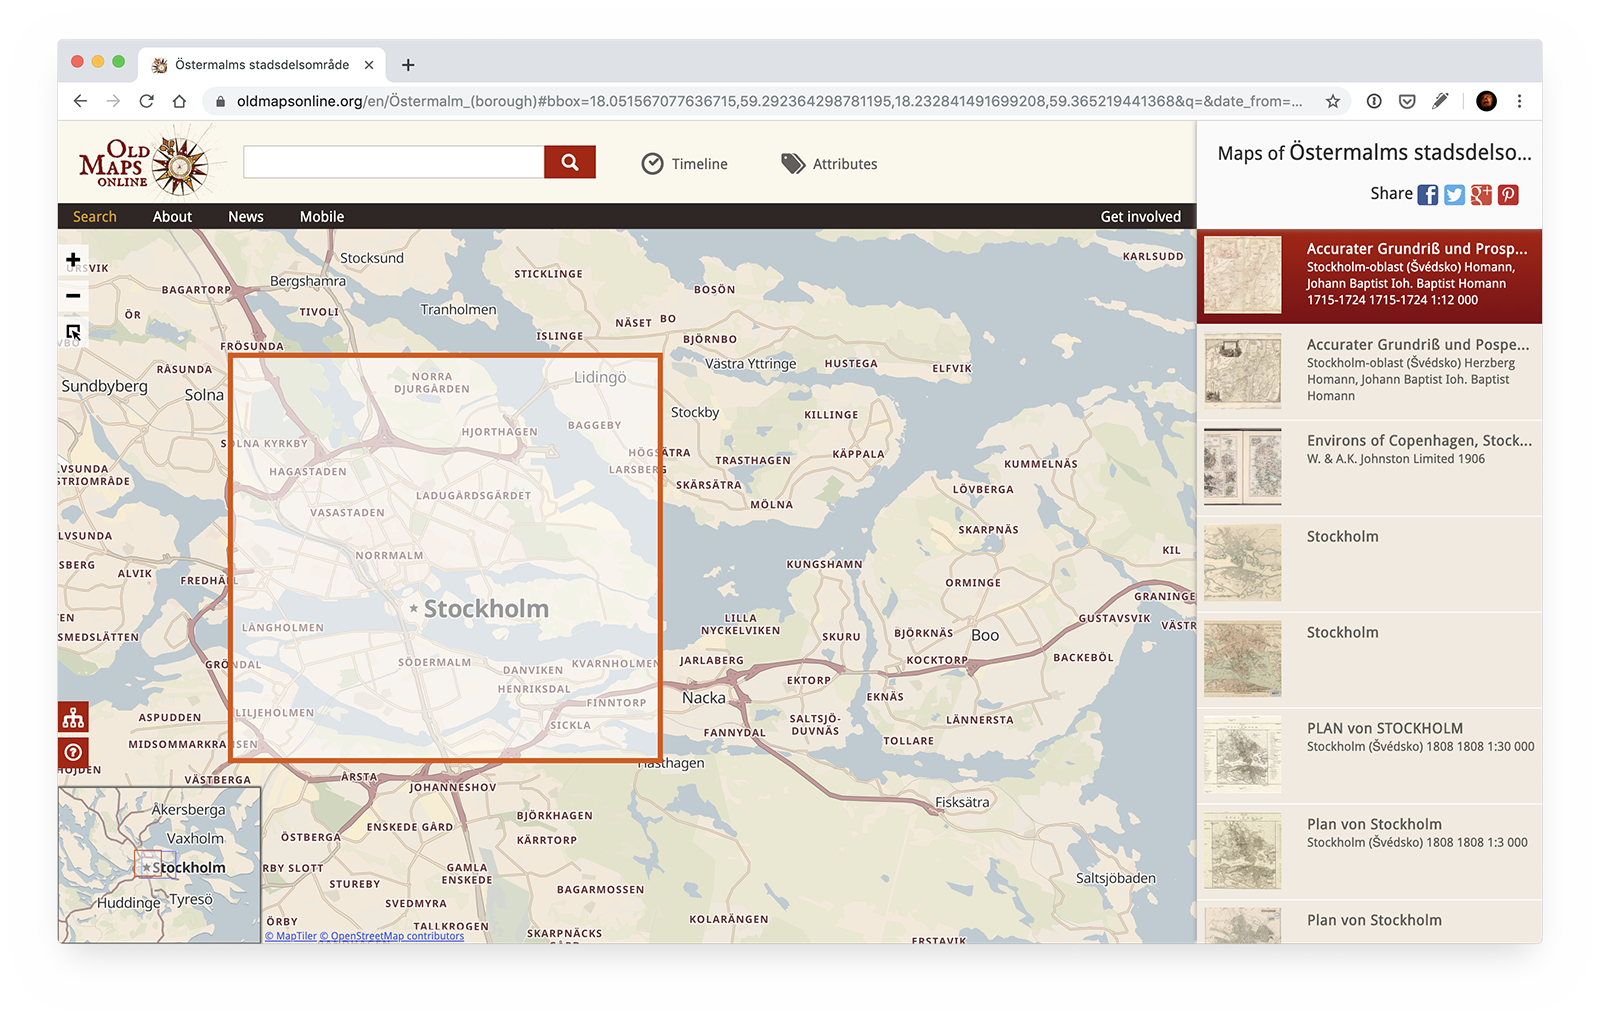 Östermalms stadsdelsområde
oldmapsonline.org/en/Östermalm_(borough)#bbox=18.051567077636715,59.292364298781195,18.232841491699208,59.365219441368&q=&date_from=...
OLD MAPS ONLINE
Timeline
Attributes
Maps of Östermalms stadsdelso...
Share
Search
About
News
Mobile
Get involved
Stocksund
KARLSUDD
STICKLINGE
Bergshamra
BAGARTORP
BOSÖN
TIVOLI
Tranholmen
ÖR
NÄSET
BO
ISLINGE
BJÖRNBO
FRÖSUNDA
Västra Yttringe
HUSTEGA
ELFVIK
RÅSUNDA
NORRA
DJURGÅRDEN
Lidingö
Sundbyberg
Solna
Stockby
KILLINGE
BAGGEBY
HJORTHAGEN
SOLNA KYRKBY
HÖGSÄTRA
KÄPPALA
TRASTHAGEN
KUMMELNÄS
HAGASTADEN
LARSBERG
SKÄRSÄTRA
LÖVBERGA
LADUGÅRDSGÄRDET
MÖLNA
VASASTADEN
SKARPNÄS
KIL
NORRMALM
KUNGSHAMN
ALVIK
FREDHÄLL
ORMINGE
Stockholm
GRANINGE
LILLA
NYCKELVIKEN
GUSTAVSVIK
LÅNGHOLMEN
SKURU
BJÖRKNÄS
Boo
SMEDSLÄTTEN
GRÖNDAL
SÖDERMALM
DANVIKEN
KVARNHOLMEN
JARLABERG
KOCKTORP
BACKEBÖL
HENRIKSDAL
EKTORP
Nacka
EKNÄS
FINNTORP
LILJEHOLMEN
ASPUDDEN
SICKLA
SALTSJÖ-
DUVNÄS
LÄNNERSTA
FANNYDAL
TOLLARE
MIDSOMMARKRANSEN
Hästhagen
VÄSTBERGA
ÅRSTA
JOHANNESHOV
Fisksätra
BJÖRKHAGEN
ENSKEDE GÅRD
ÖSTBERGA
KÄRRTORP
GAMLA
ENSKEDE
STUREBY
Saltsjöbaden
BAGARMOSSEN
SVEDMYRA
KOLARÄNGEN
ÖRBY
TALLKROGEN
SKARPNÄCKS
Åkersberga
Vaxholm
Stockholm
Huddinge
Tyresö
© MapTiler © OpenStreetMap contributors
Accurater Grundriß und Prosp...
Stockholm-oblast (Švédsko) Homann,
Johann Baptist Ioh. Baptist Homann
1715-1724 1715-1724 1:12 000
Accurater Grundriß und Pospe...
Stockholm-oblast (Švédsko) Herzberg
Homann, Johann Baptist Ioh. Baptist
Homann
Environs of Copenhagen, Stock...
W. & A.K. Johnston Limited 1906
Stockholm
Stockholm
PLAN von STOCKHOLM
Stockholm (Švédsko) 1808 1808 1:30 000
Plan von Stockholm
Stockholm (Švédsko) 1808 1808 1:3 000
Plan von Stockholm